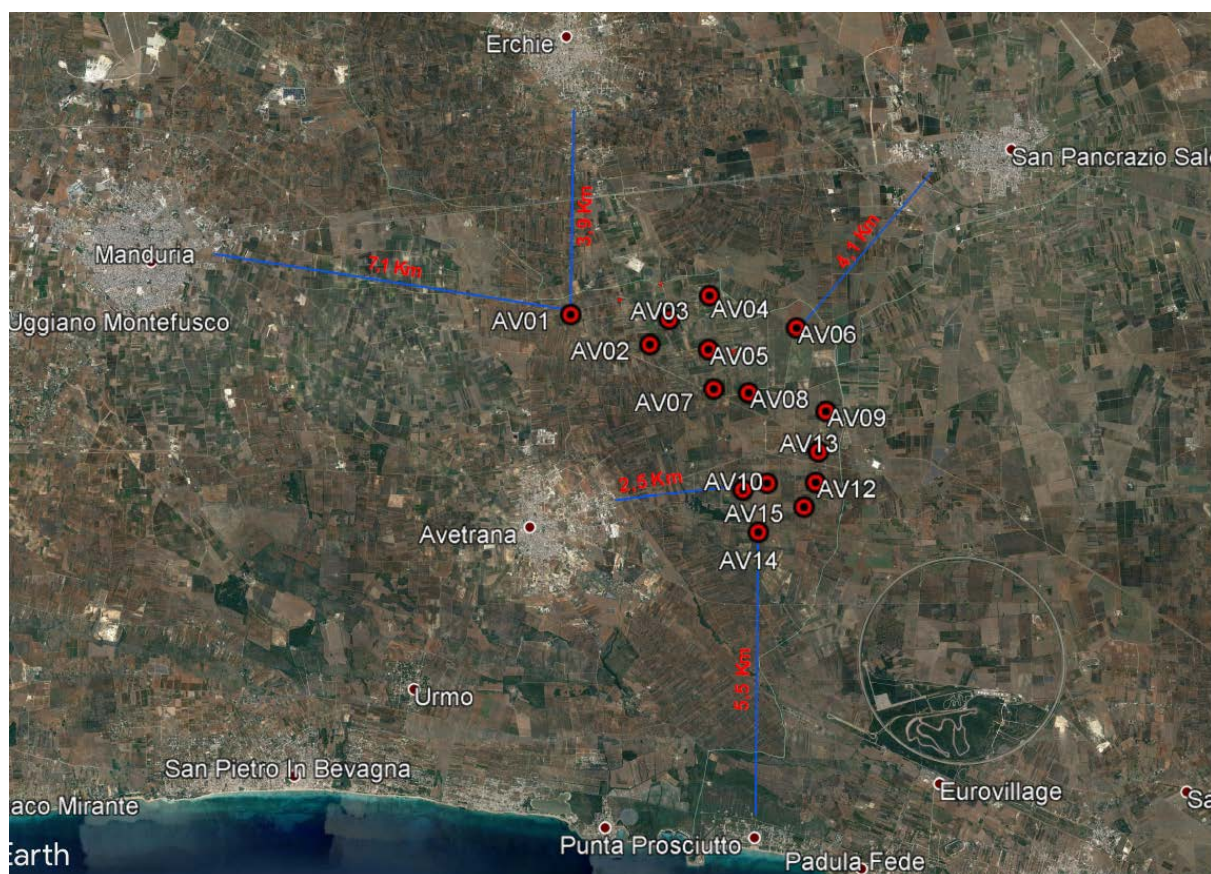 Erchie
San Pancrazio Sale
3,9 Km
4,1 Km
Manduria
7,1 Km
Uggiano Montefusco
AV01
AV03
AV04
AV02
AV05
AV06
AV07
AV08
AV09
AV13
2,5 Km
AV10
AV12
Avetrana
AV15
AV14
5,5 Km
Urmo
San Pietro In Bevagna
Eurovillage
Sa
aco Mirante
Punta Prosciutto
Padula Fede
Earth